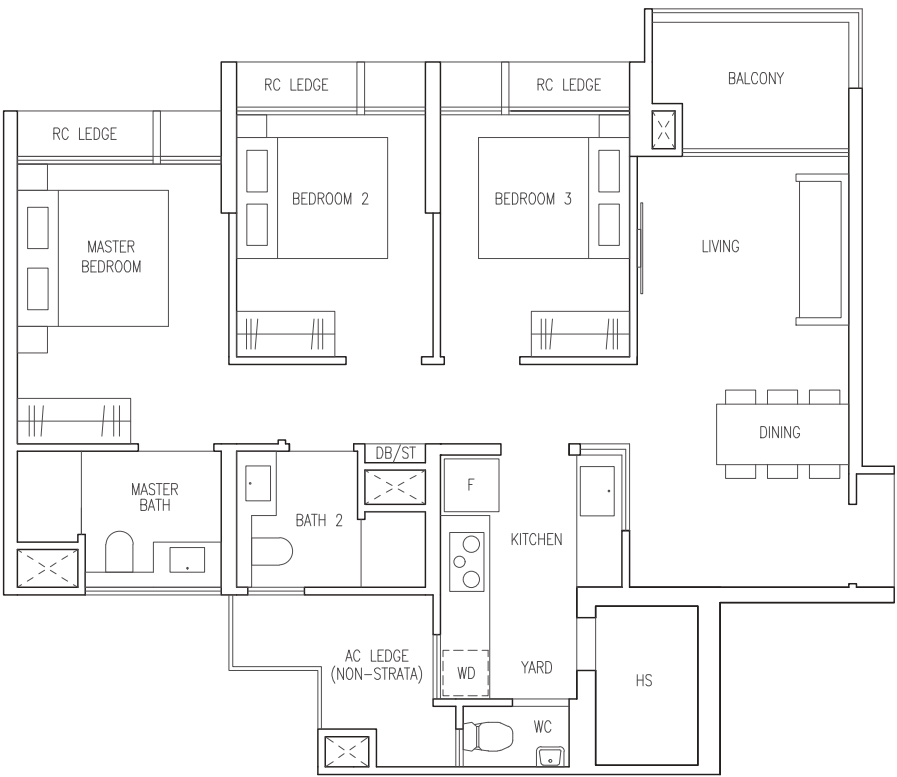 RC LEDGE
RC LEDGE
RC LEDGE
BALCONY
MASTER
BEDROOM
BEDROOM 2
BEDROOM 3
LIVING
DINING
DB/ST
MASTER
BATH
BATH 2
F
KITCHEN
AC LEDGE
(NON-STRATA)
WD
YARD
HS
WC